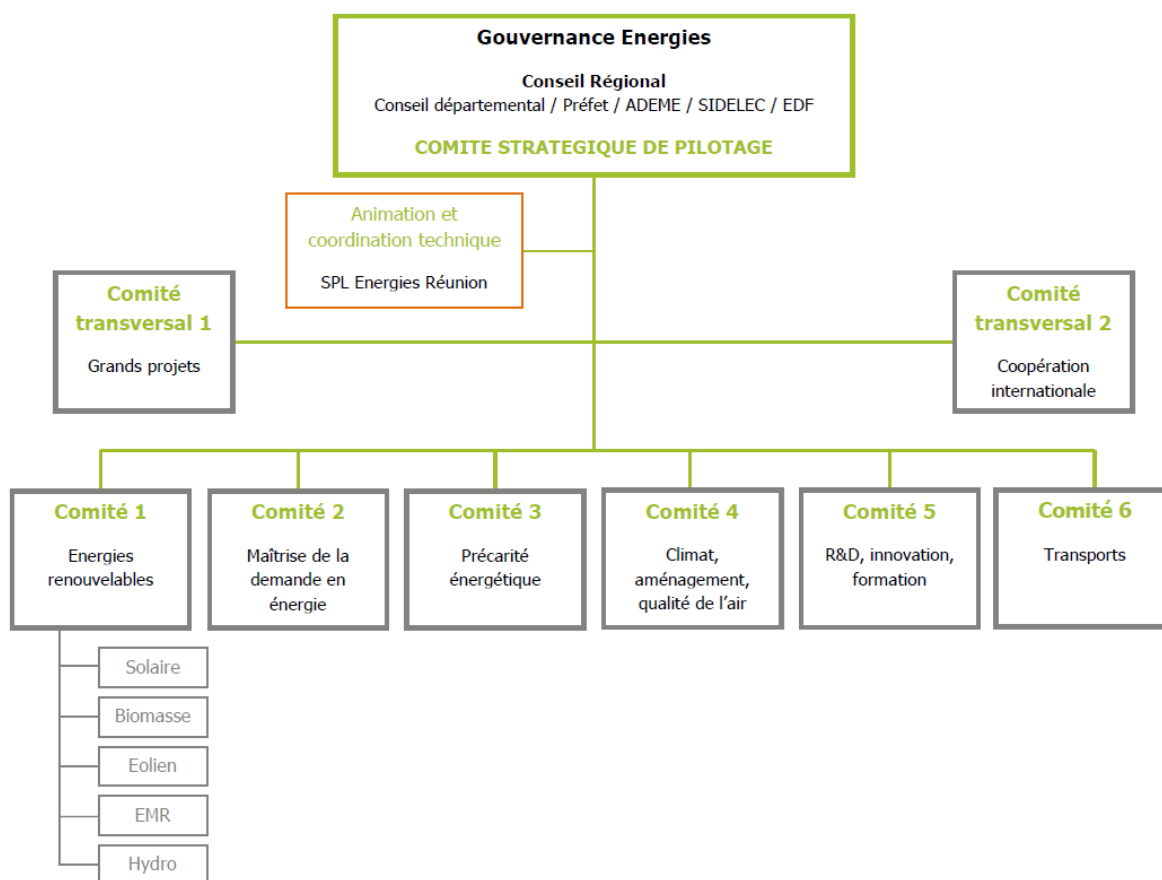 Gouvernance Energies
Conseil Régional
Conseil départemental / Préfet / ADEME / SIDELEC / EDF
COMITE STRATEGIQUE DE PILOTAGE
Animation et
coordination technique
SPL Energies Réunion
Comité
transversal 1
Grands projets
Comité
transversal 2
Coopération
internationale
Comité 1
Energies
renouvelables
Comité 2
Maîtrise de la
demande en
énergie
Comité 3
Précarité
énergétique
Comité 4
Climat,
aménagement,
qualité de l'air
Comité 5
R&D, innovation,
formation
Comité 6
Transports
Solaire
Biomasse
Eolien
EMR
Hydro